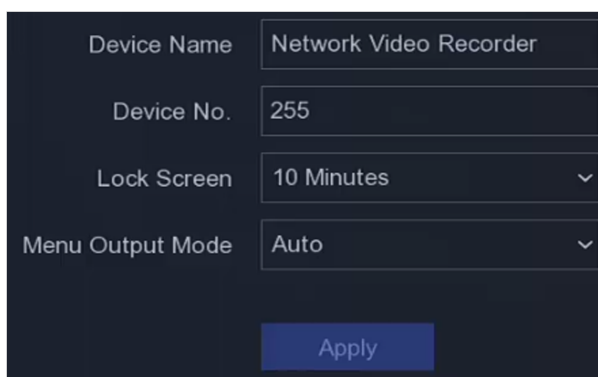 Device Name Network Video Recorder
Device No. 255
Lock Screen 10 Minutes
Menu Output Mode Auto
Apply